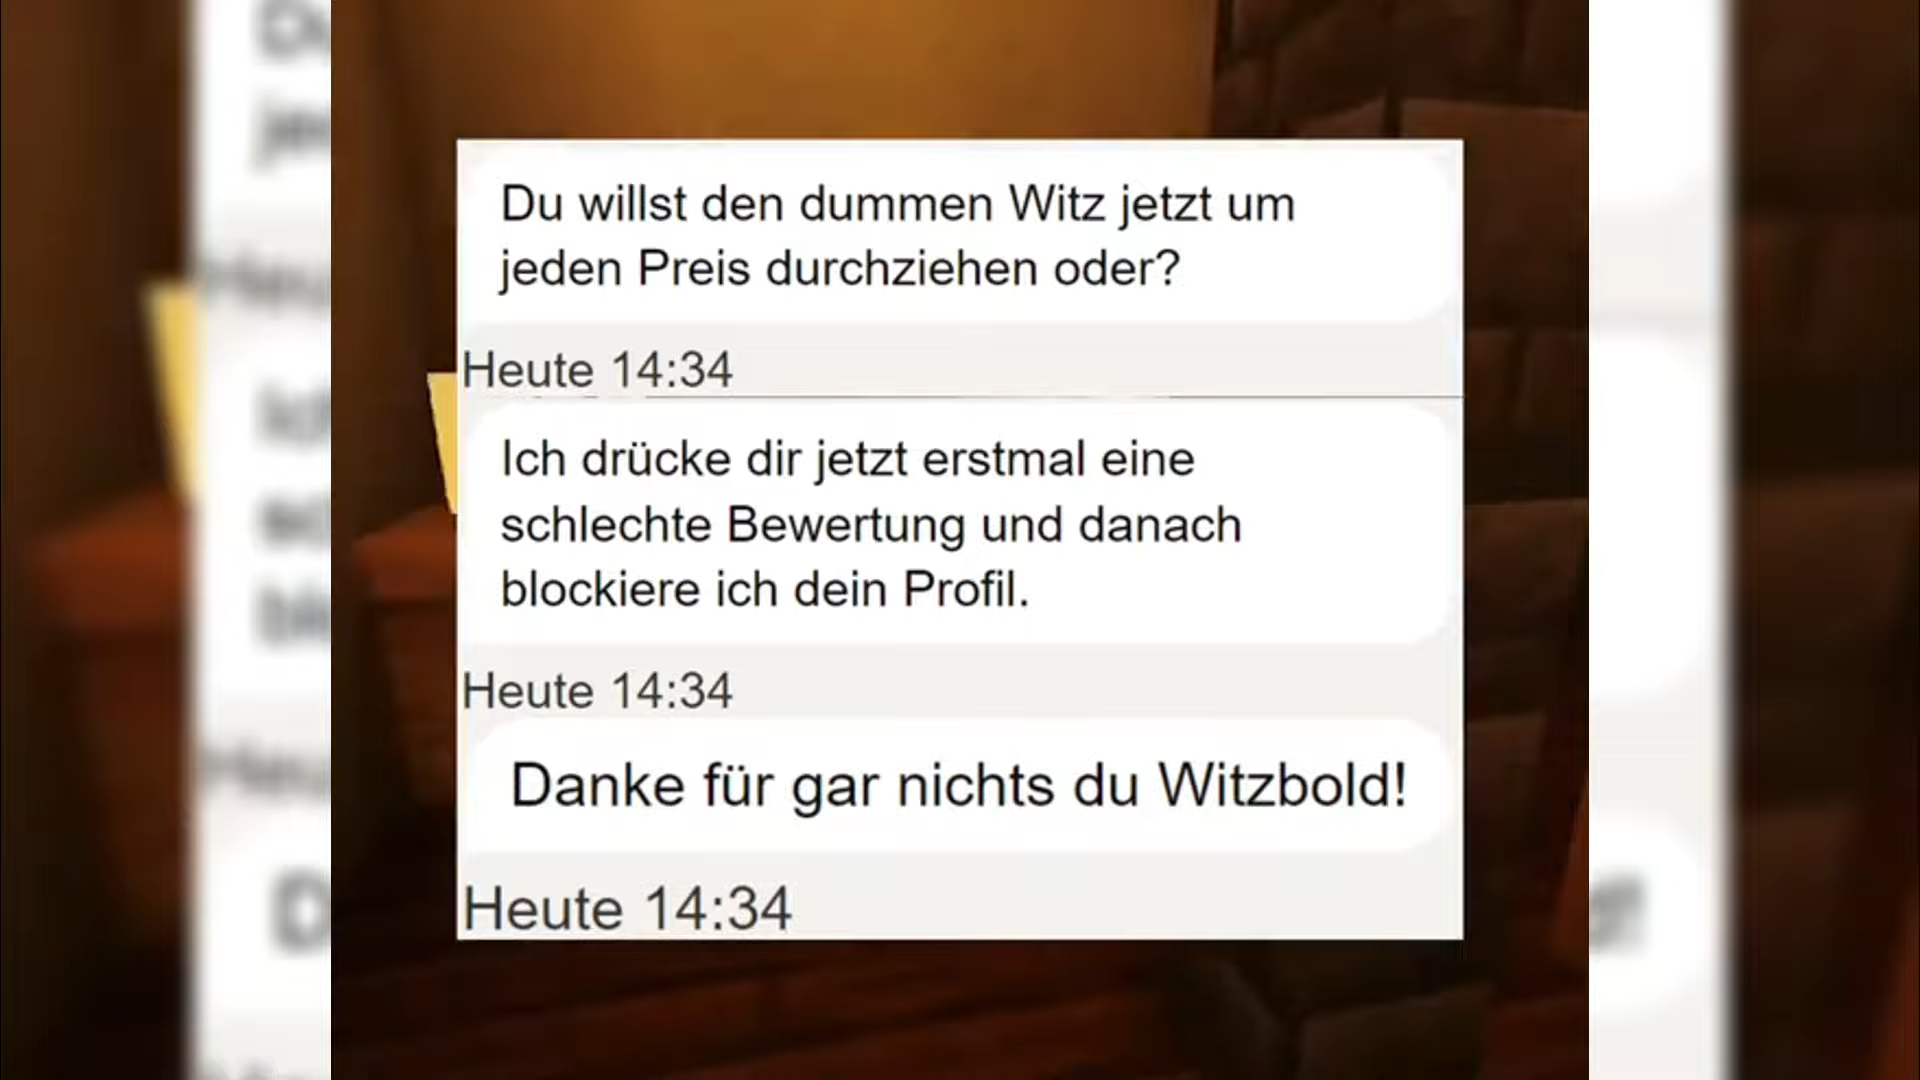 Du willst den dummen Witz jetzt um
jeden Preis durchziehen oder?
Heute 14:34
Ich drücke dir jetzt erstmal eine
schlechte Bewertung und danach
blockiere ich dein Profil.
Heute 14:34
Danke für gar nichts du Witzbold!
Heute 14:34